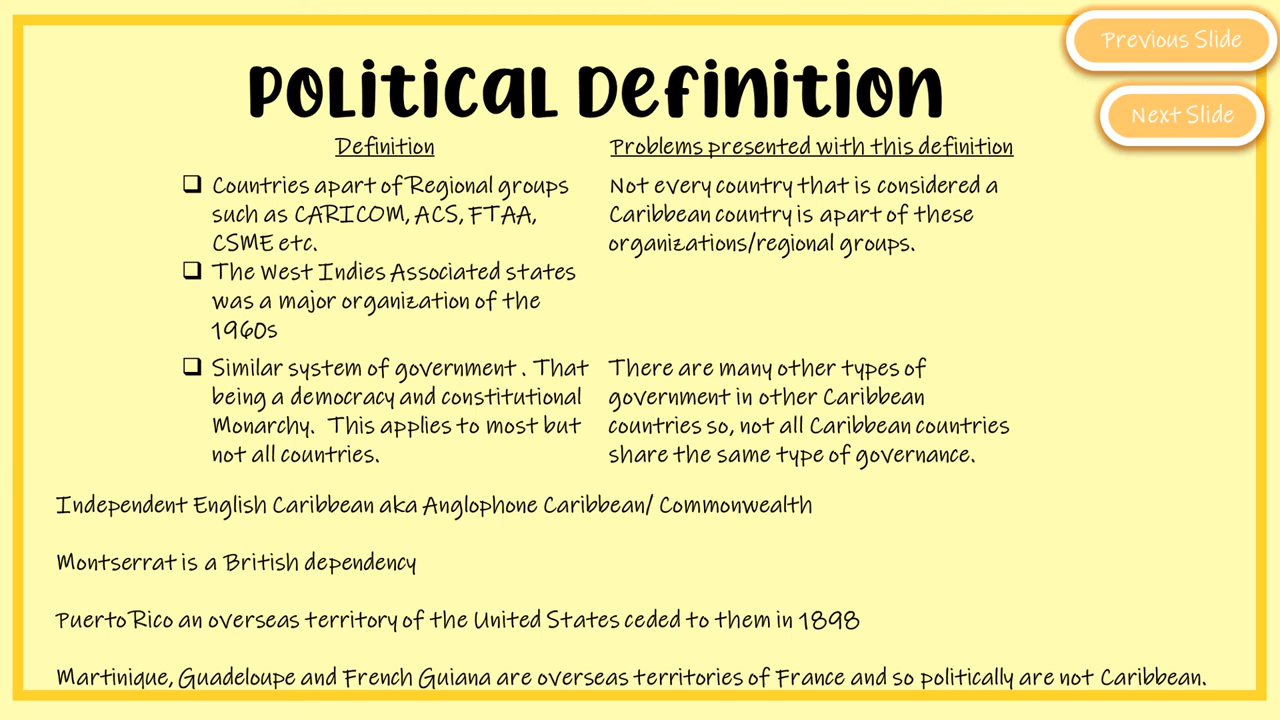 Previous Slide
Next Slide
Political Definition
Definition
Problems presented with this definition
❑ Countries apart of Regional groups
such as CARICOM, ACS, FTAA,
CSME etc.
Not every country that is considered a
Caribbean country is apart of these
organizations/regional groups.
❑ The West Indies Associated states
was a major organization of the
1960s
❑ Similar system of government . That
being a democracy and constitutional
Monarchy. This applies to most but
not all countries.
There are many other types of
government in other Caribbean
countries so, not all Caribbean countries
share the same type of governance.
Independent English Caribbean aka Anglophone Caribbean/ Commonwealth
Montserrat is a British dependency
Puerto Rico an overseas territory of the United States ceded to them in 1898
Martinique, Guadeloupe and French Guiana are overseas territories of France and so politically are not Caribbean.